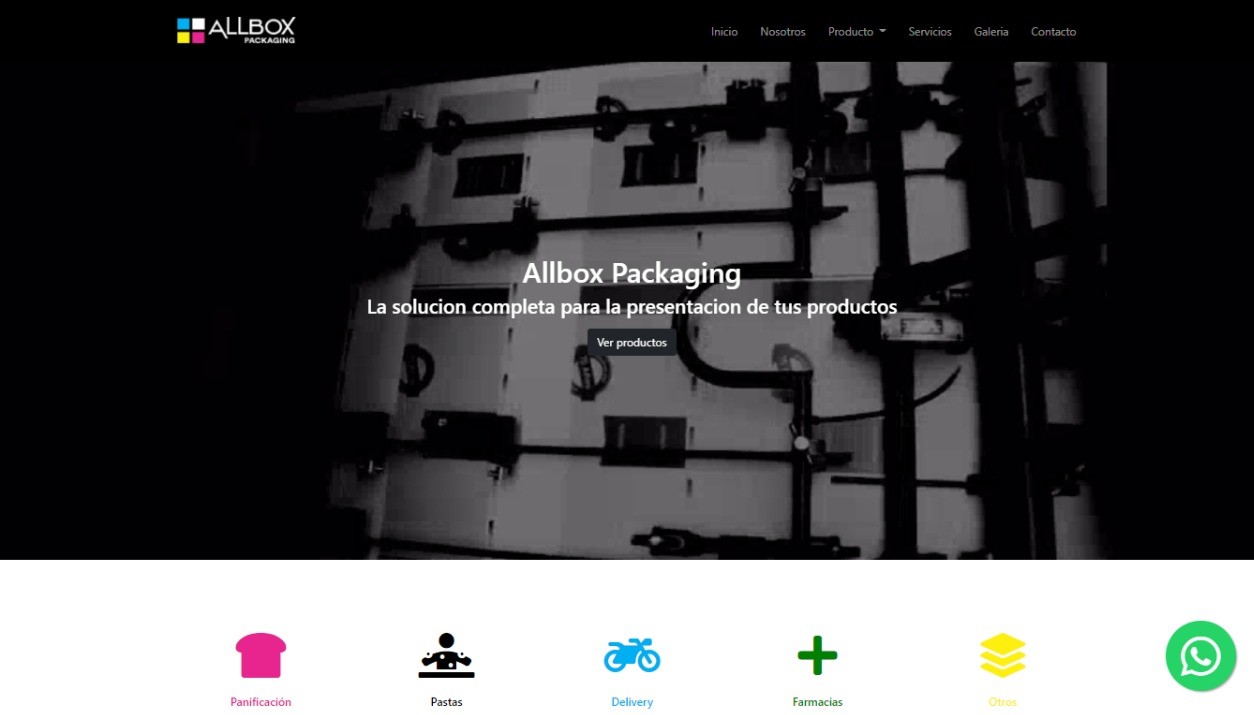 ALLBOX
PACKAGING
Inicio Nosotros Producto Servicios Galeria Contacto
Allbox Packaging
La solucion completa para la presentacion de tus productos
Ver productos
Panificación Pastas Delivery Farmacias Otros